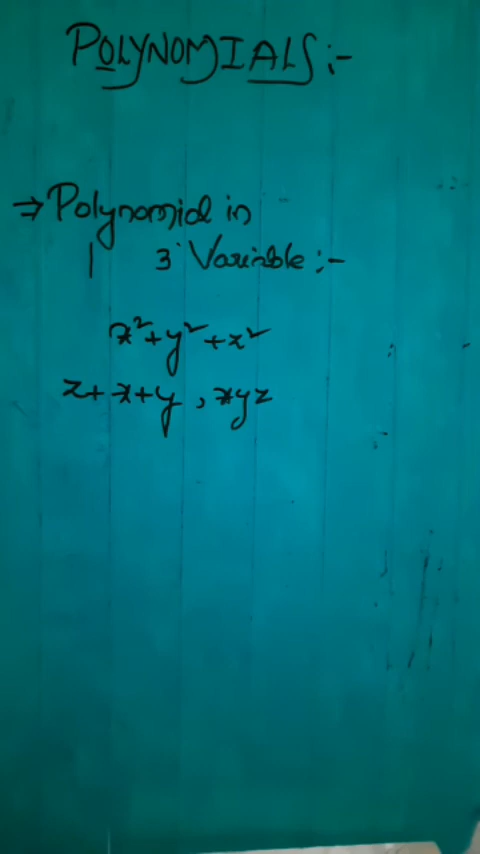 POLYNOMIALS :-
⇒ Polynomial in
3 Variable :-
x² + y² + z²
z + x + y , xyz